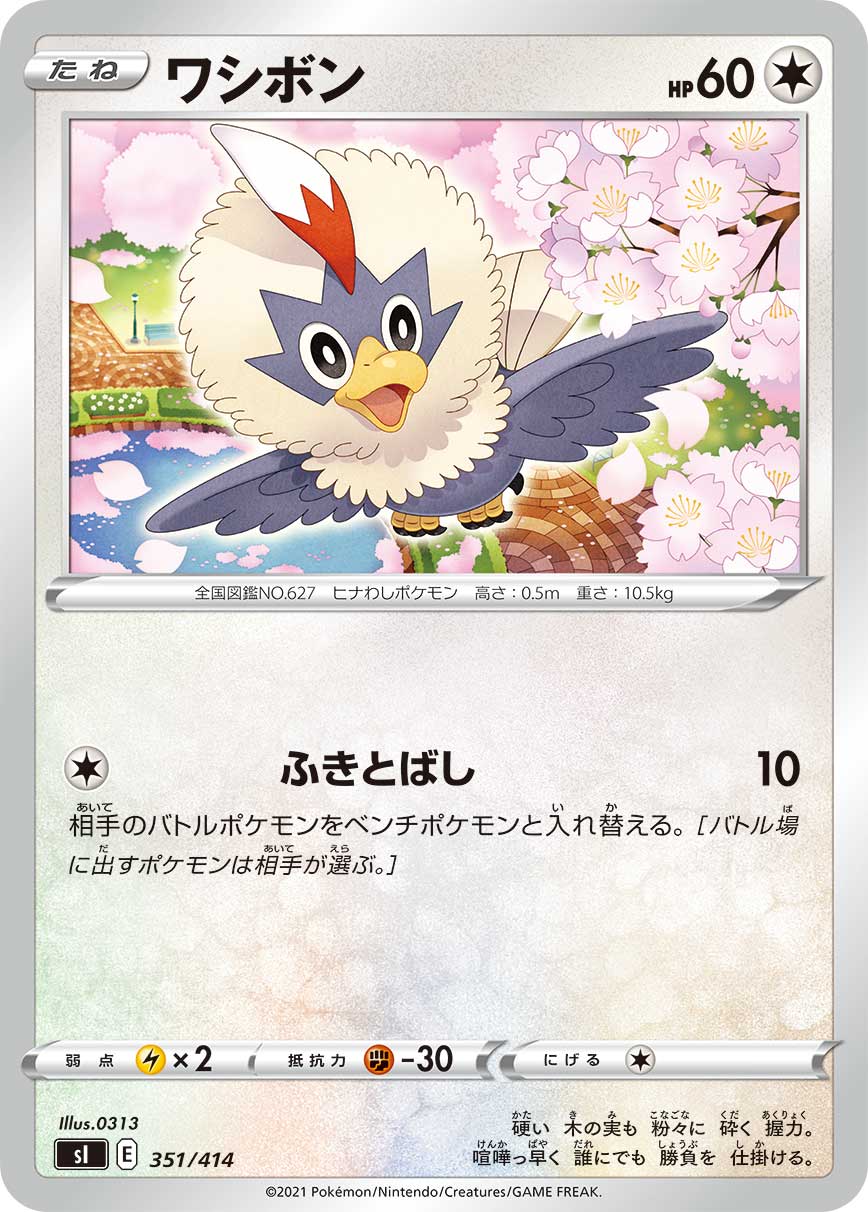 たね ワシボン HP60
全国図鑑NO.627 ヒナわしポケモン 高さ：0.5m 重さ：10.5kg
ふきとばし 10
相手のバトルポケモンをベンチポケモンと入れ替える。[バトル場
に出すポケモンは相手が選ぶ。]
弱点 ×2 抵抗力 -30 にげる
Illus.0313
硬い 木の実も 粉々に 砕く 握力。
喧嘩っ早く 誰にでも 勝負を 仕掛ける。
sI E 351/414
©2021 Pokémon/Nintendo/Creatures/GAME FREAK.